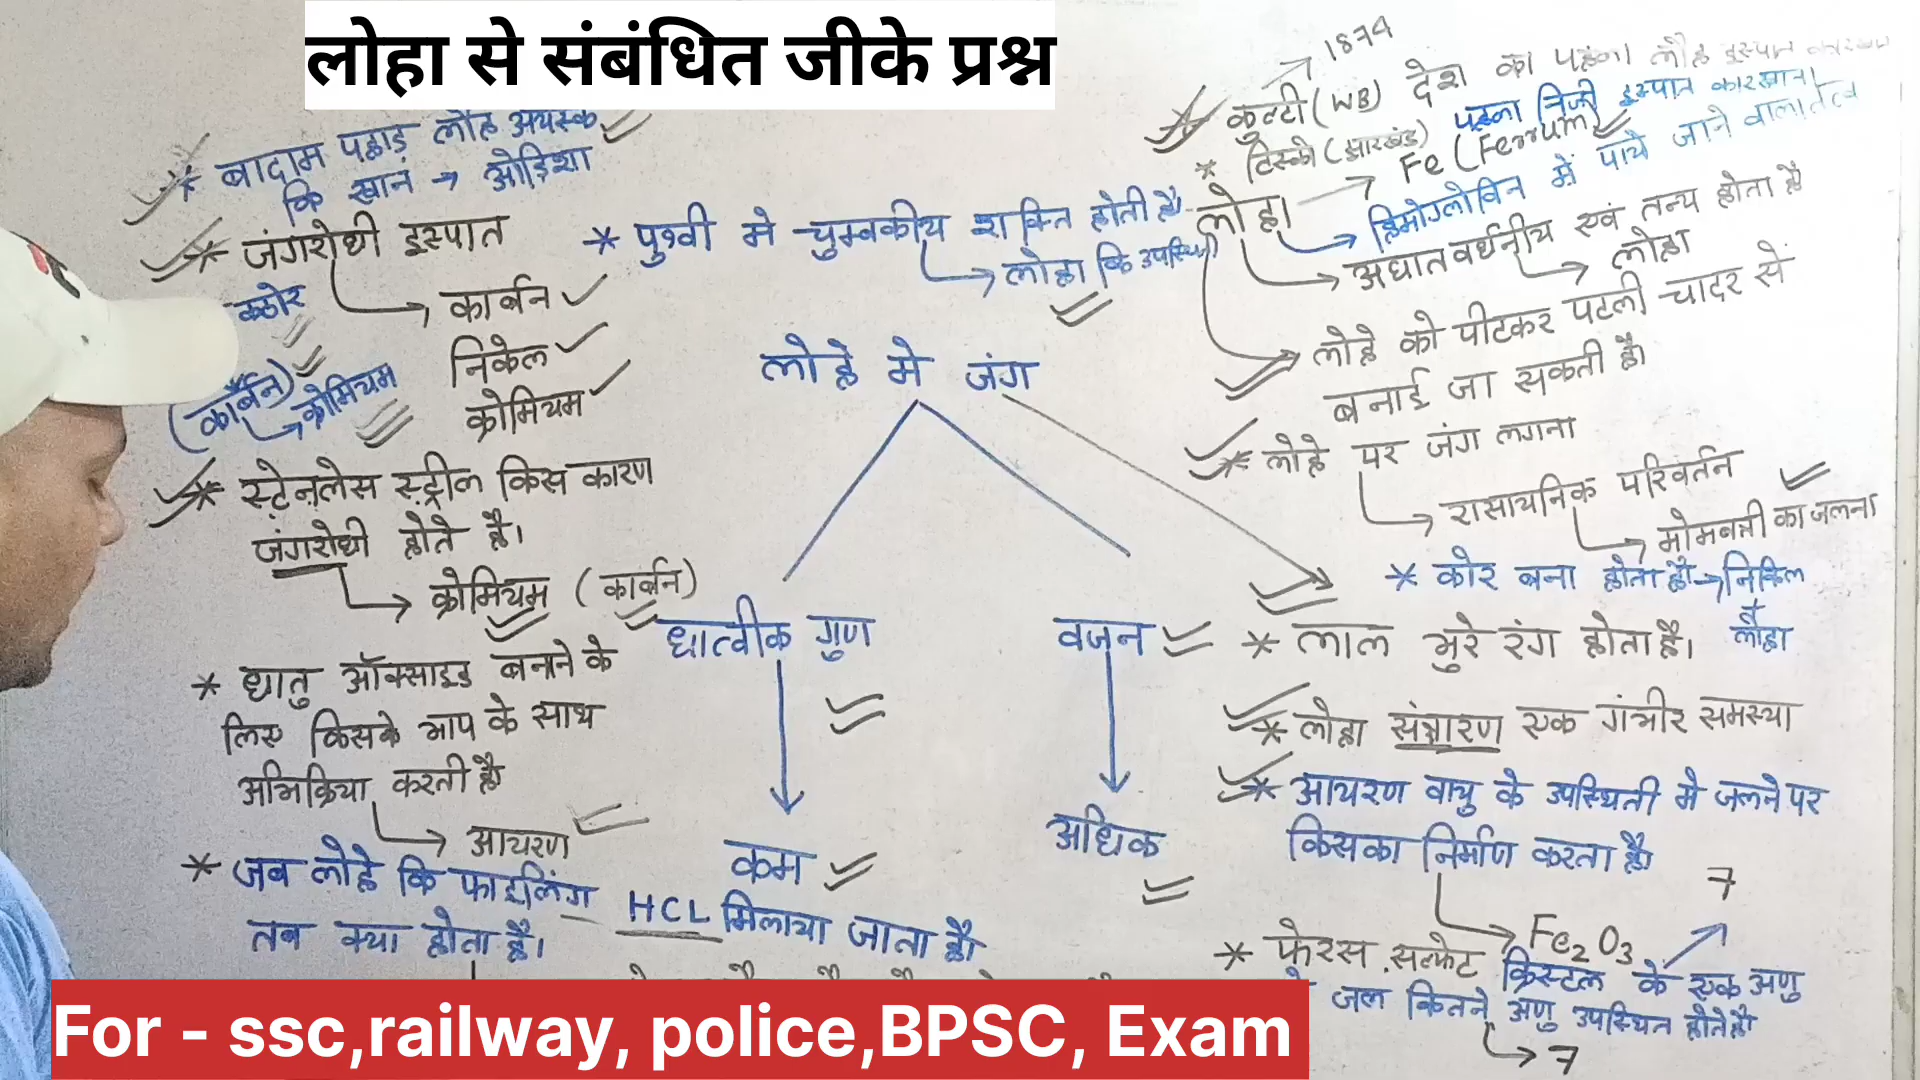 लोहा से संबंधित जीके प्रश्न
* बादाम पहाड़ लौह अयस्क
कि खान → ओड़िशा
* जंगरोधी इस्पात
→ कार्बन
निकेल
क्रोमियम
कठोर
(कार्बन)
→ क्रोमियम
* स्टेनलेस स्ट्रील किस कारण
जंगरोधी होते है।
→ क्रोमियम (कार्बन)
* धातु ऑक्साइड बनाने के
लिए किसके भाप के साथ
अभिक्रिया करती है।
→ आयरण
* जब लोहे कि फाइलिंग HCL मिलाया जाता है।
तब क्या होता है।
* पुथ्वी मे चुम्बकीय शक्ति होती है।
→ लोहा कि उपस्थि
लोहे मे जंग
धात्वीक गुण
कम
वजन
अधिक
1874
* कुल्टी (WB) देश का पहला लौह इस्पात
* टिस्को (झारखंड) पहला निजी इस्पात कारखाना
लोहा → Fe (Ferrum)
→ हिमोग्लोबिन में पाये जाने वाला तत्व
→ अघातवर्धनीय एवं तन्य होता है
→ लोहा
→ लोहे को पीटकर पतली चादर से
बनाई जा सकती है।
* लोहे पर जंग लगना
→ रासायनिक परिवर्तन
→ मोमबत्ती का जलना
* कोर बना होता है। → निकिल
लौहा
* लाल भुरे रंग होता है।
* लोहा संक्षारण एक गंभीर समस्या
* आयरण वायु के उपस्थिती मे जलने पर
किसका निर्माण करता है।
→ Fe2O3
7
* फेरस सल्फेट क्रिस्टल के एक अणु
जल कितने अणु उपस्थित होते है
→ 7
For - ssc,railway, police,BPSC, Exam